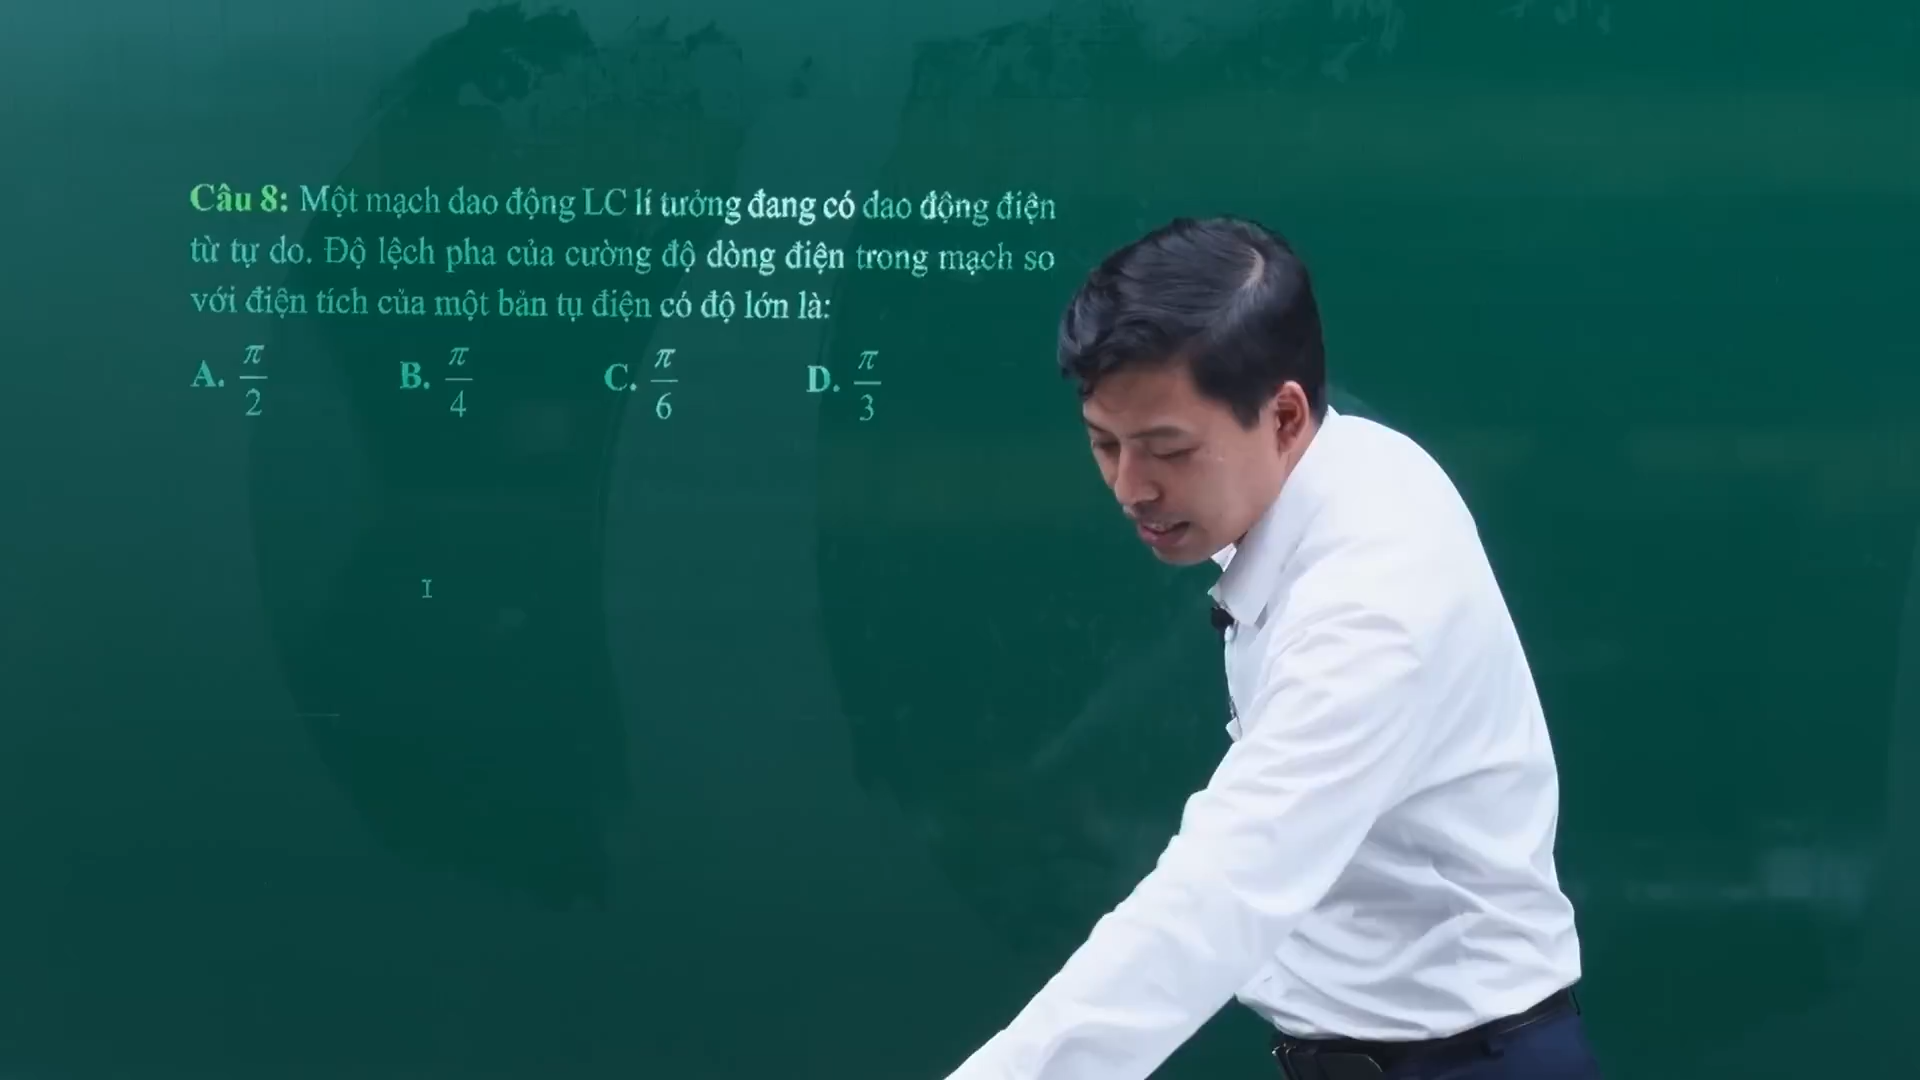 Câu 8: Một mạch dao động LC lí tưởng đang có dao động điện
từ tự do. Độ lệch pha của cường độ dòng điện trong mạch so
với điện tích của một bản tụ điện có độ lớn là:
A. π/2 B. π/4 C. π/6 D. π/3